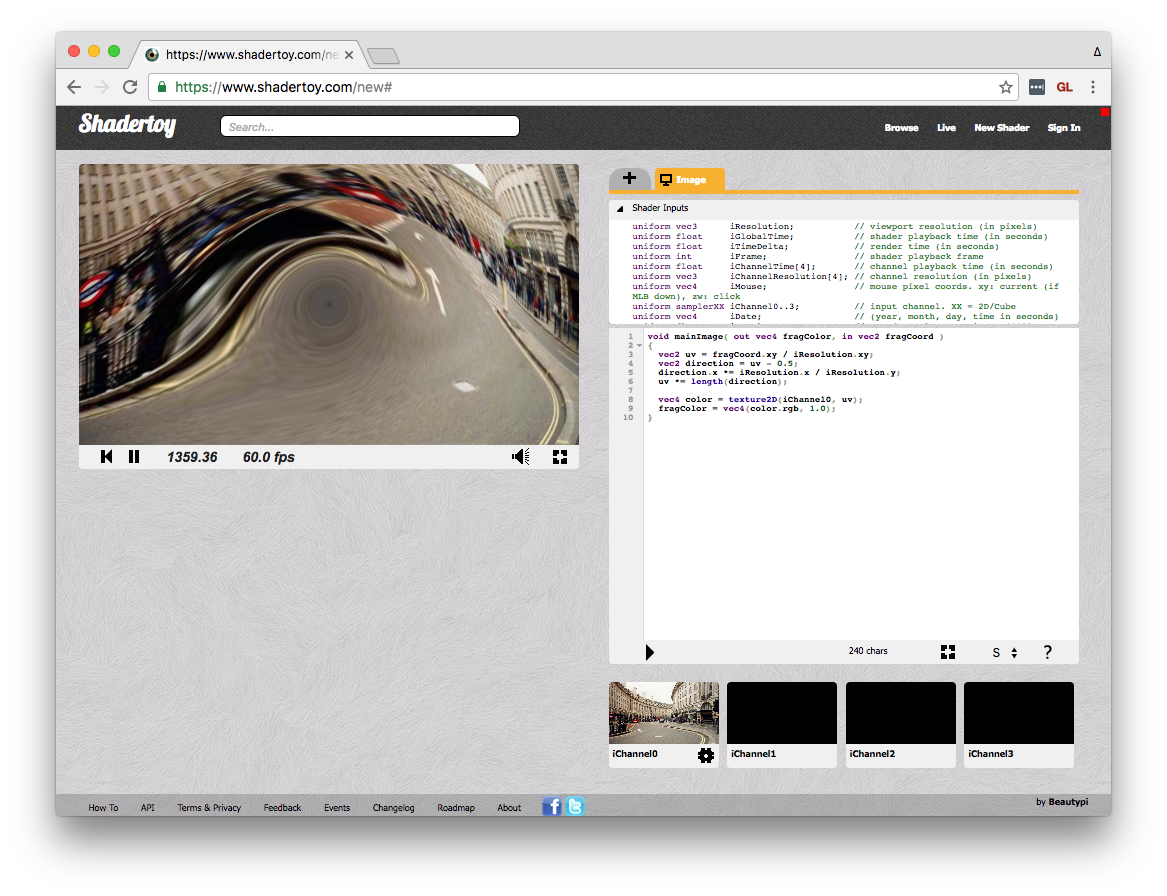 https://www.shadertoy.com/ne
https://www.shadertoy.com/new#
GL
Shadertoy
Search...
Browse Live New Shader Sign In
Image
Shader Inputs
uniform vec3 iResolution; // viewport resolution (in pixels)
uniform float iGlobalTime; // shader playback time (in seconds)
uniform float iTimeDelta; // render time (in seconds)
uniform int iFrame; // shader playback frame
uniform float iChannelTime[4]; // channel playback time (in seconds)
uniform vec3 iChannelResolution[4]; // channel resolution (in pixels)
uniform vec4 iMouse; // mouse pixel coords. xy: current (if
MLB down), zw: click
uniform samplerXX iChannel0..3; // input channel. XX = 2D/Cube
uniform vec4 iDate; // (year, month, day, time in seconds)
1 void mainImage( out vec4 fragColor, in vec2 fragCoord )
2 {
3 vec2 uv = fragCoord.xy / iResolution.xy;
4 vec2 direction = uv - 0.5;
5 direction.x *= iResolution.x / iResolution.y;
6 uv *= length(direction);
7
8 vec4 color = texture2D(iChannel0, uv);
9 fragColor = vec4(color.rgb, 1.0);
10 }
1359.36 60.0 fps
240 chars S ?
iChannel0 iChannel1 iChannel2 iChannel3
How To API Terms & Privacy Feedback Events Changelog Roadmap About
by Beautypi